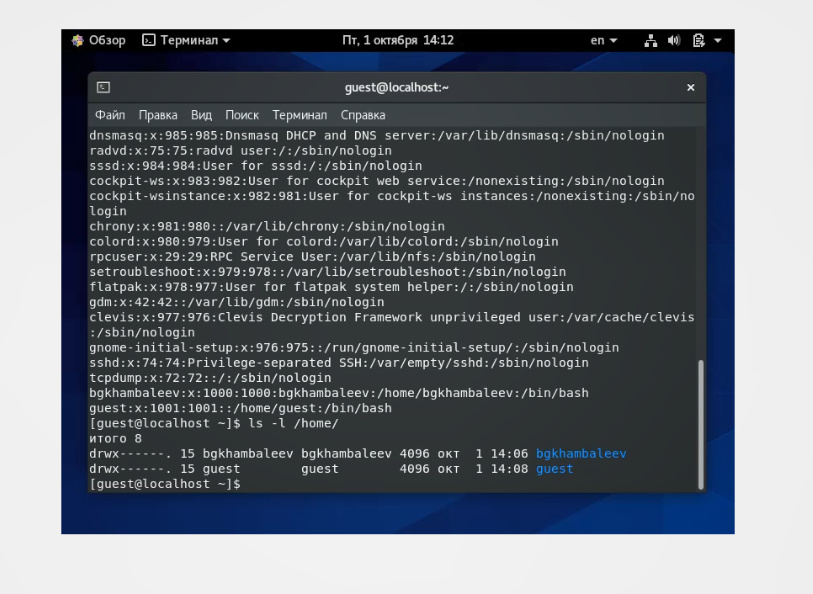 Обзор Терминал Пт, 1 октября 14:12 en
guest@localhost:~ ×
Файл Правка Вид Поиск Терминал Справка
dnsmasq:x:985:985:Dnsmasq DHCP and DNS server:/var/lib/dnsmasq:/sbin/nologin
radvd:x:75:75:radvd user:/:/sbin/nologin
sssd:x:984:984:User for sssd:/:/sbin/nologin
cockpit-ws:x:983:982:User for cockpit web service:/nonexisting:/sbin/nologin
cockpit-wsinstance:x:982:981:User for cockpit-ws instances:/nonexisting:/sbin/no
login
chrony:x:981:980::/var/lib/chrony:/sbin/nologin
colord:x:980:979:User for colord:/var/lib/colord:/sbin/nologin
rpcuser:x:29:29:RPC Service User:/var/lib/nfs:/sbin/nologin
setroubleshoot:x:979:978::/var/lib/setroubleshoot:/sbin/nologin
flatpak:x:978:977:User for flatpak system helper:/:/sbin/nologin
gdm:x:42:42::/var/lib/gdm:/sbin/nologin
clevis:x:977:976:Clevis Decryption Framework unprivileged user:/var/cache/clevis
:/sbin/nologin
gnome-initial-setup:x:976:975::/run/gnome-initial-setup/:/sbin/nologin
sshd:x:74:74:Privilege-separated SSH:/var/empty/sshd:/sbin/nologin
tcpdump:x:72:72::/:/sbin/nologin
bgkhambaleev:x:1000:1000:bgkhambaleev:/home/bgkhambaleev:/bin/bash
guest:x:1001:1001::/home/guest:/bin/bash
[guest@localhost ~]$ ls -l /home/
итого 8
drwx------. 15 bgkhambaleev bgkhambaleev 4096 окт  1 14:06 bgkhambaleev
drwx------. 15 guest        guest        4096 окт  1 14:08 guest
[guest@localhost ~]$